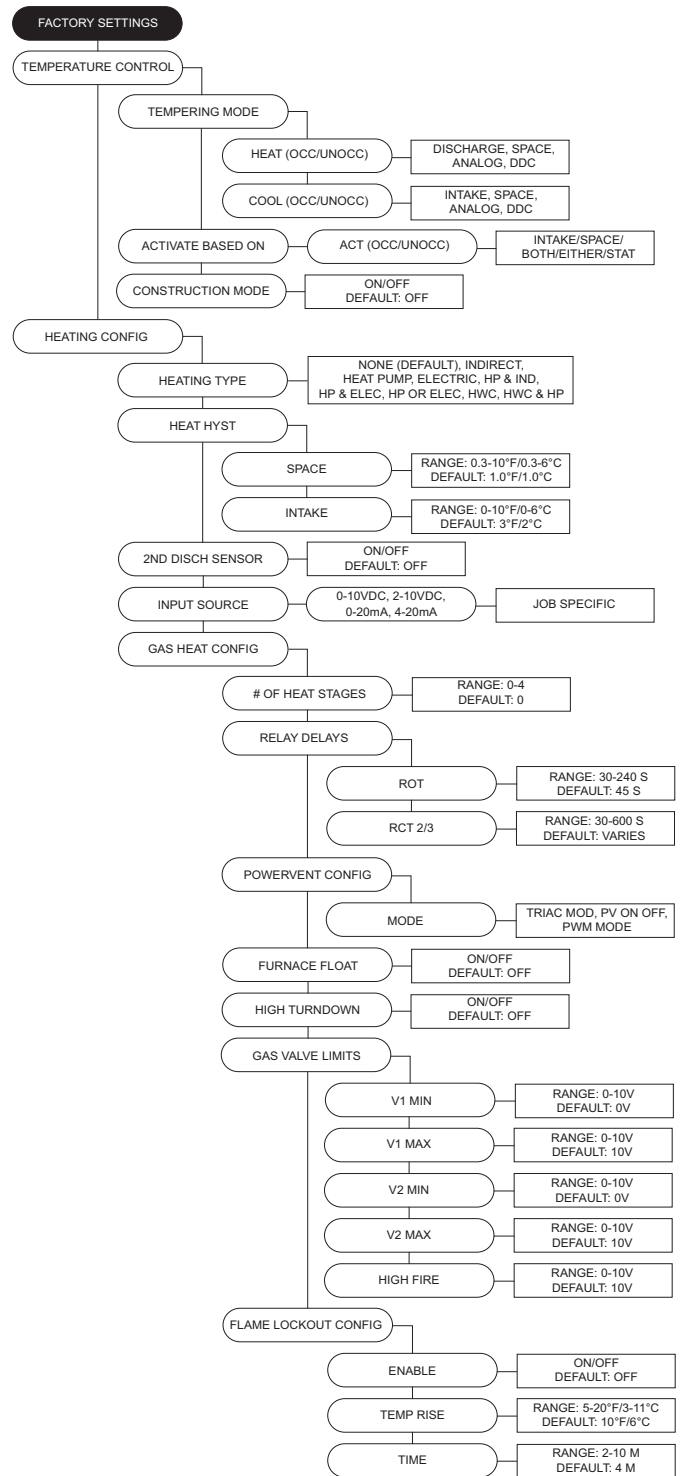 FACTORY SETTINGS
TEMPERATURE CONTROL
TEMPERING MODE
HEAT (OCC/UNOCC)
DISCHARGE, SPACE,
ANALOG, DDC
COOL (OCC/UNOCC)
INTAKE, SPACE,
ANALOG, DDC
ACTIVATE BASED ON
ACT (OCC/UNOCC)
INTAKE/SPACE/
BOTH/EITHER/STAT
CONSTRUCTION MODE
ON/OFF
DEFAULT: OFF
HEATING CONFIG
HEATING TYPE
NONE (DEFAULT), INDIRECT,
HEAT PUMP, ELECTRIC, HP & IND,
HP & ELEC, HP OR ELEC, HWC, HWC & HP
HEAT HYST
SPACE
RANGE: 0.3-10°F/0.3-6°C
DEFAULT: 1.0°F/1.0°C
INTAKE
RANGE: 0-10°F/0-6°C
DEFAULT: 3°F/2°C
2ND DISCH SENSOR
ON/OFF
DEFAULT: OFF
INPUT SOURCE
0-10VDC, 2-10VDC,
0-20mA, 4-20mA
JOB SPECIFIC
GAS HEAT CONFIG
# OF HEAT STAGES
RANGE: 0-4
DEFAULT: 0
RELAY DELAYS
ROT
RANGE: 30-240 S
DEFAULT: 45 S
RCT 2/3
RANGE: 30-600 S
DEFAULT: VARIES
POWERVENT CONFIG
MODE
TRIAC MOD, PV ON OFF,
PWM MODE
FURNACE FLOAT
ON/OFF
DEFAULT: OFF
HIGH TURNDOWN
ON/OFF
DEFAULT: OFF
GAS VALVE LIMITS
V1 MIN
RANGE: 0-10V
DEFAULT: 0V
V1 MAX
RANGE: 0-10V
DEFAULT: 10V
V2 MIN
RANGE: 0-10V
DEFAULT: 0V
V2 MAX
RANGE: 0-10V
DEFAULT: 10V
HIGH FIRE
RANGE: 0-10V
DEFAULT: 10V
FLAME LOCKOUT CONFIG
ENABLE
ON/OFF
DEFAULT: OFF
TEMP RISE
RANGE: 5-20°F/3-11°C
DEFAULT: 10°F/6°C
TIME
RANGE: 2-10 M
DEFAULT: 4 M